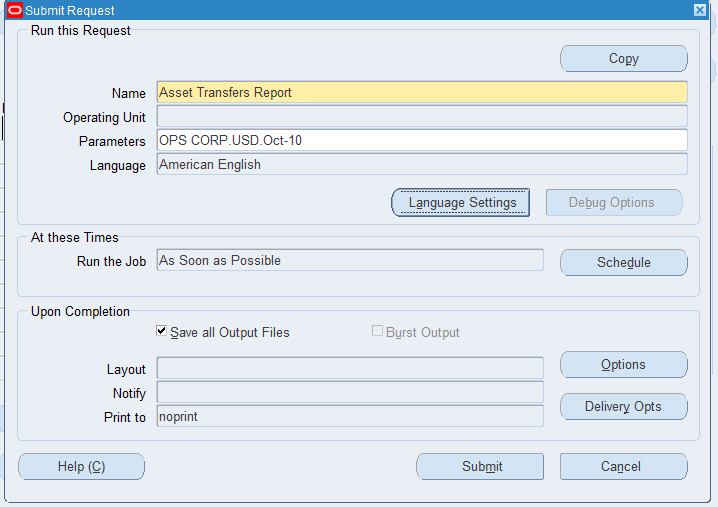 Submit Request
Run this Request
Copy
Name Asset Transfers Report
Operating Unit
Parameters OPS CORP.USD.Oct-10
Language American English
Language Settings Debug Options
At these Times
Run the Job As Soon as Possible Schedule
Upon Completion
Save all Output Files Burst Output
Layout Options
Notify
Print to noprint Delivery Opts
Help (C) Submit Cancel